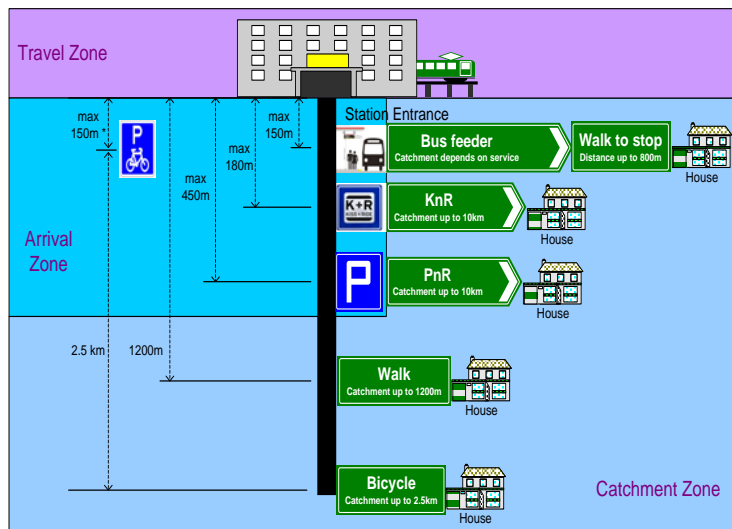 Travel Zone
Station Entrance
max
150m *
P
max
180m
max
450m
max
150m
Bus feeder
Catchment depends on service
Walk to stop
Distance up to 800m
House
K+R
KISS + RIDE
KnR
Catchment up to 10km
House
Arrival
Zone
P
PnR
Catchment up to 10km
House
2.5 km
1200m
Walk
Catchment up to 1200m
House
Bicycle
Catchment up to 2.5km
House
Catchment Zone